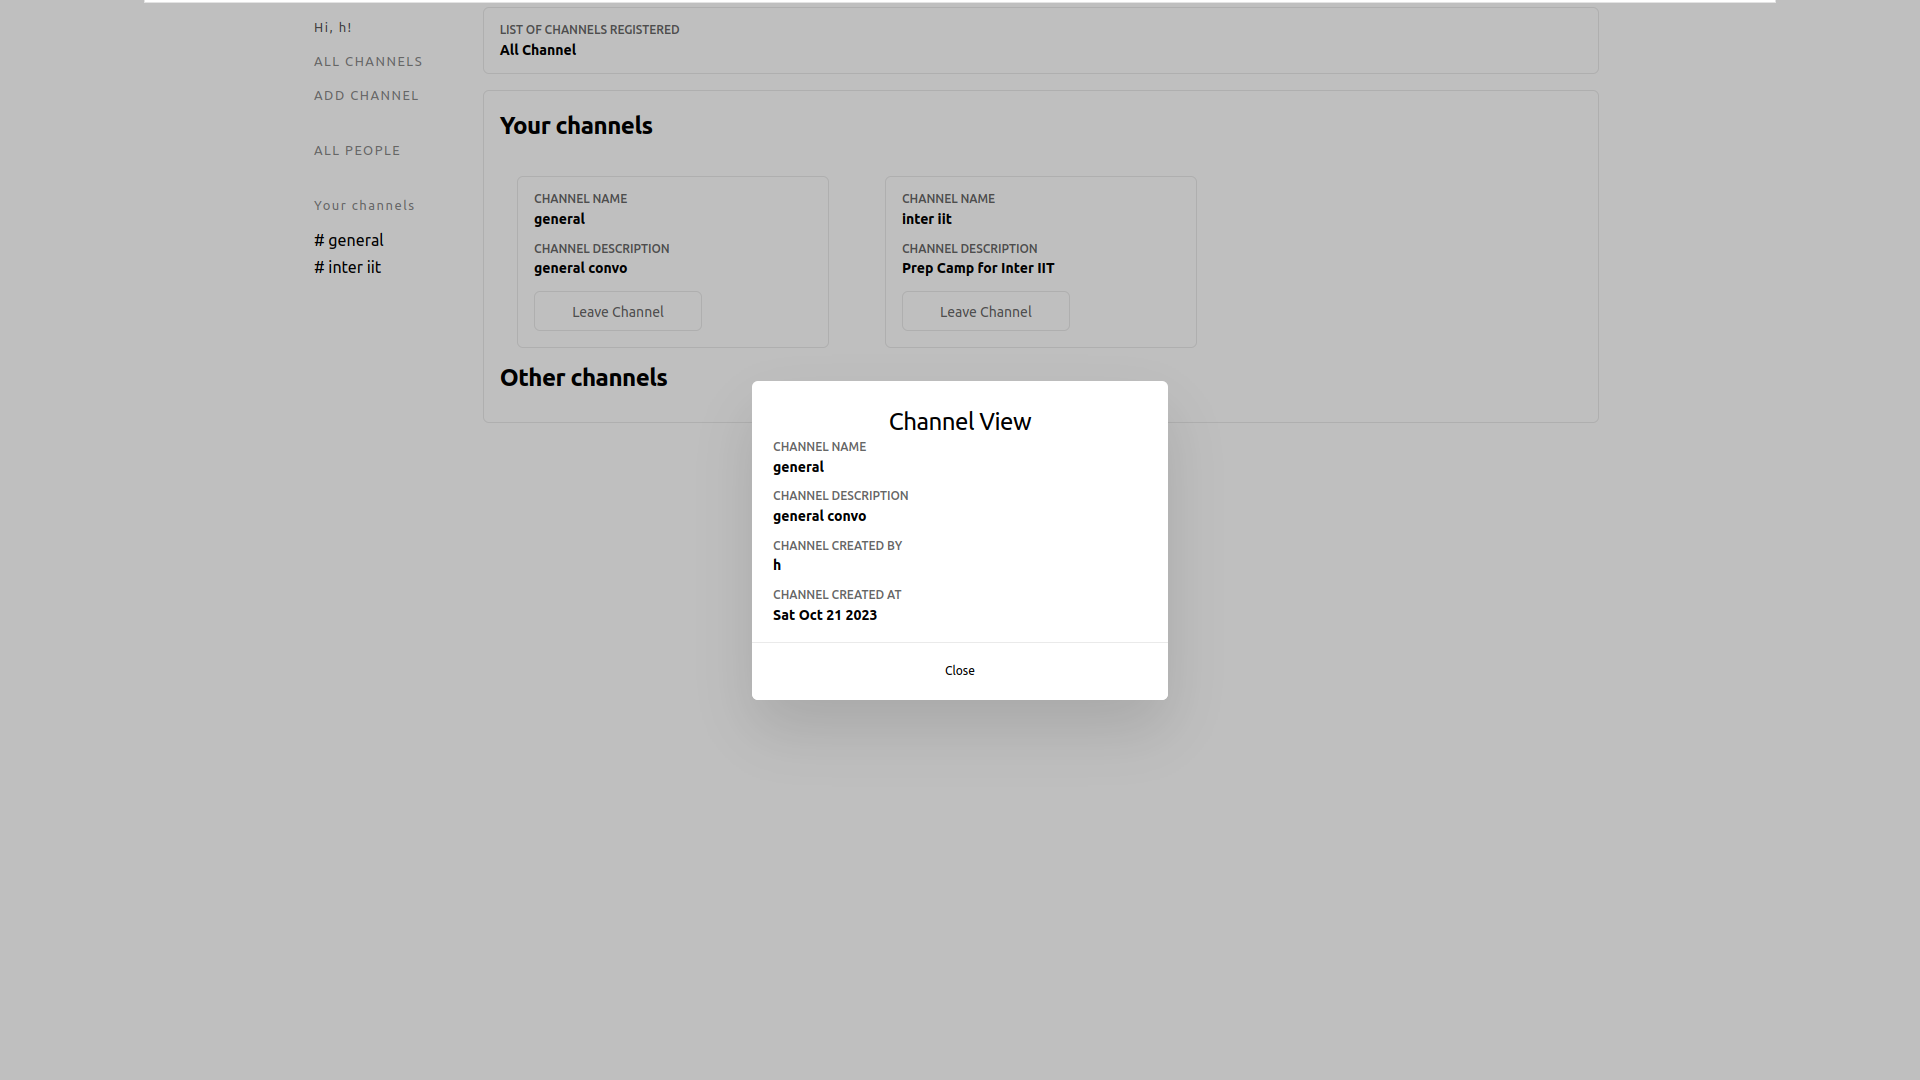 Hi, h!
ALL CHANNELS
ADD CHANNEL
ALL PEOPLE
Your channels
# general
# inter iit
LIST OF CHANNELS REGISTERED
All Channel
Your channels
CHANNEL NAME
general
CHANNEL DESCRIPTION
general convo
Leave Channel
CHANNEL NAME
inter iit
CHANNEL DESCRIPTION
Prep Camp for Inter IIT
Leave Channel
Other channels
Channel View
CHANNEL NAME
general
CHANNEL DESCRIPTION
general convo
CHANNEL CREATED BY
h
CHANNEL CREATED AT
Sat Oct 21 2023
Close